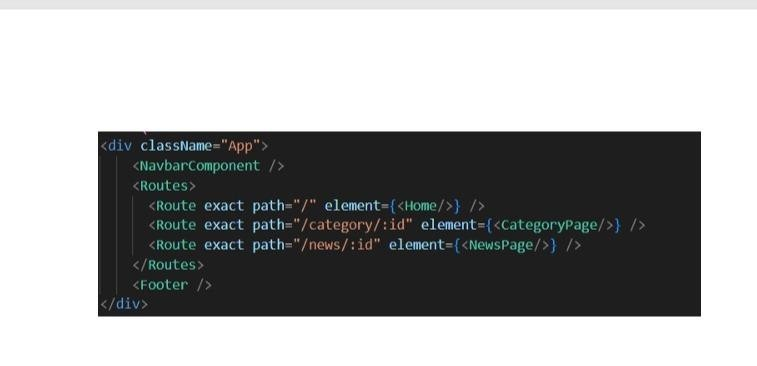 <div className="App">
<NavbarComponent />
<Routes>
<Route exact path="/" element={<Home/>} />
<Route exact path="/category/:id" element={<CategoryPage/>} />
<Route exact path="/news/:id" element={<NewsPage/>} />
</Routes>
<Footer />
</div>